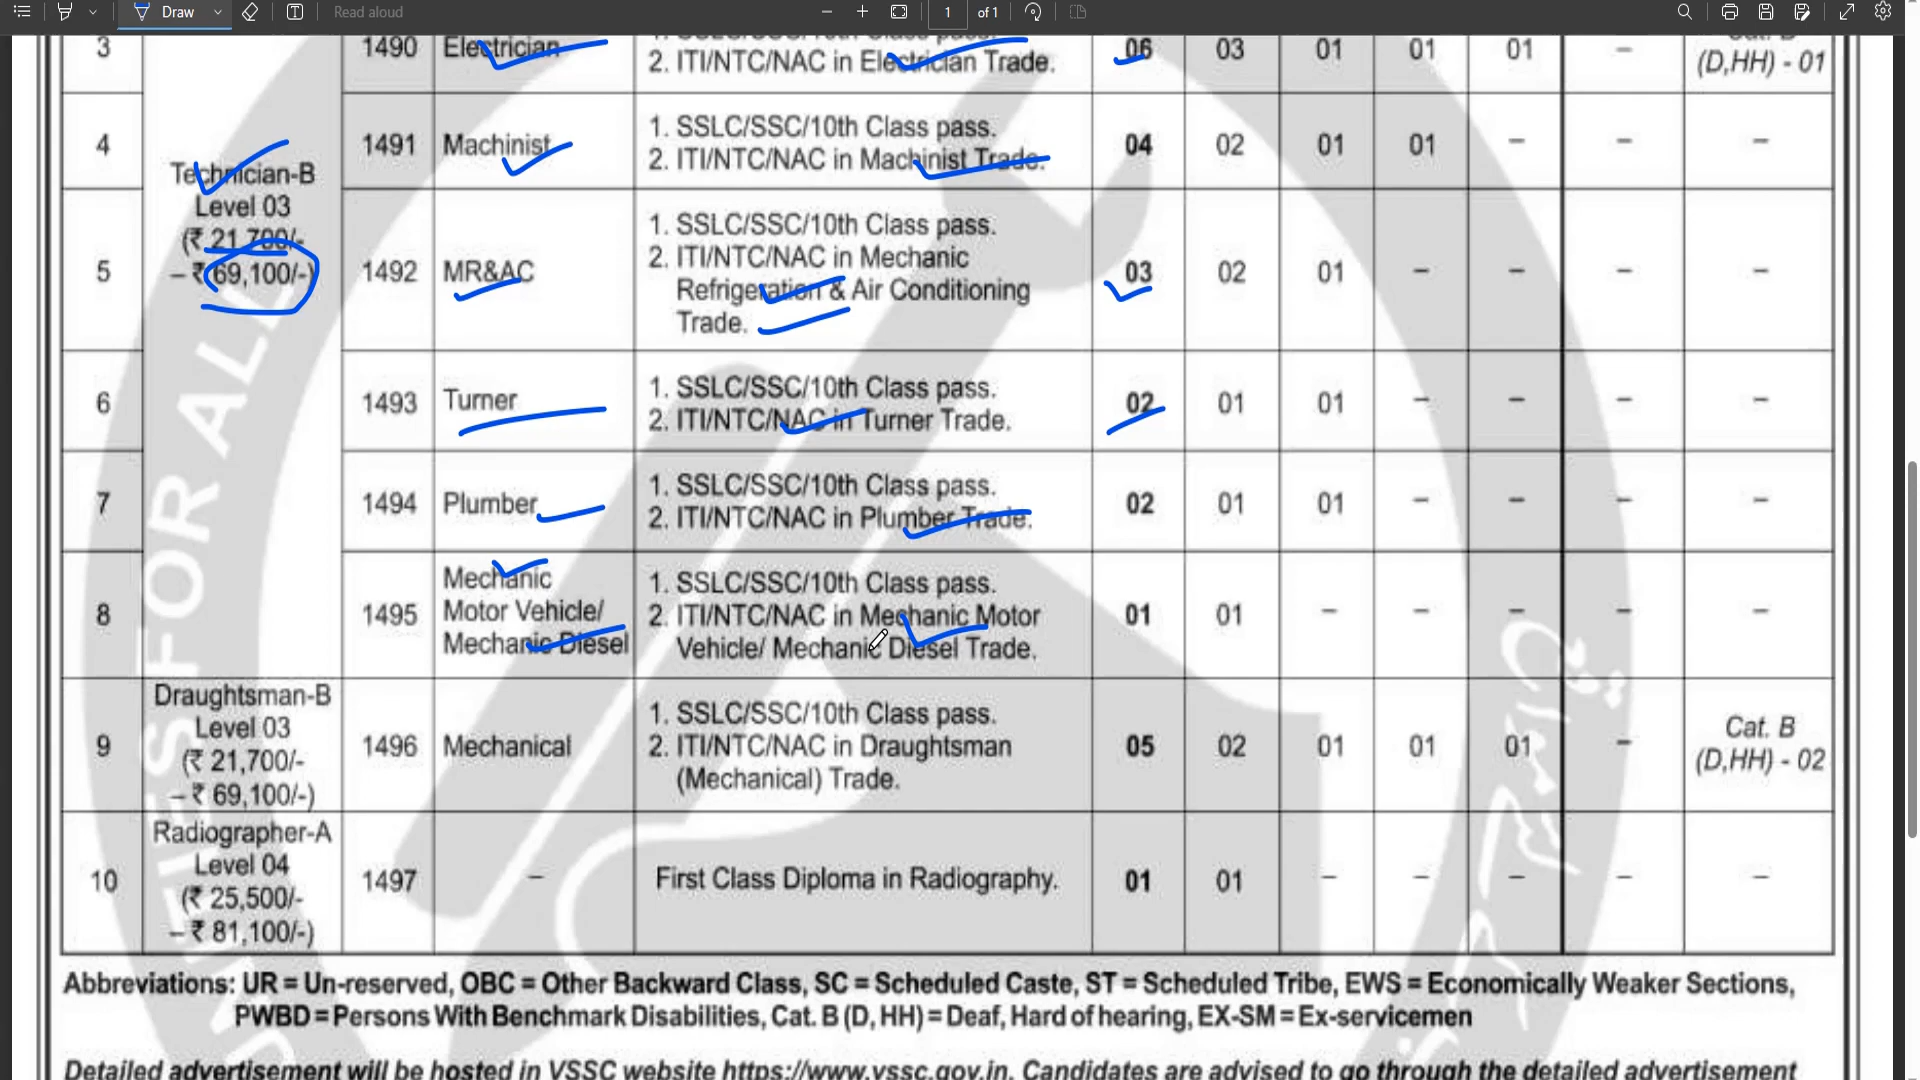 Draw
Read aloud
1 of 1
3 1490 Electrician 2. ITI/NTC/NAC in Electrician Trade. 06 03 01 01 01 – (D,HH) - 01
Technician-B
Level 03
(₹ 21,700/-
– ₹ 69,100/-)
4 1491 Machinist 1. SSLC/SSC/10th Class pass.
2. ITI/NTC/NAC in Machinist Trade. 04 02 01 01 – – –
5 1492 MR&AC 1. SSLC/SSC/10th Class pass.
2. ITI/NTC/NAC in Mechanic
Refrigeration & Air Conditioning
Trade. 03 02 01 – – – –
6 1493 Turner 1. SSLC/SSC/10th Class pass.
2. ITI/NTC/NAC in Turner Trade. 02 01 01 – – – –
7 1494 Plumber 1. SSLC/SSC/10th Class pass.
2. ITI/NTC/NAC in Plumber Trade. 02 01 01 – – – –
8 1495 Mechanic
Motor Vehicle/
Mechanic Diesel
1. SSLC/SSC/10th Class pass.
2. ITI/NTC/NAC in Mechanic Motor
Vehicle/ Mechanic Diesel Trade. 01 01 – – – – –
9 Draughtsman-B
Level 03
(₹ 21,700/-
– ₹ 69,100/-)
1496 Mechanical 1. SSLC/SSC/10th Class pass.
2. ITI/NTC/NAC in Draughtsman
(Mechanical) Trade. 05 02 01 01 01 – Cat. B
(D,HH) - 02
10 Radiographer-A
Level 04
(₹ 25,500/-
– ₹ 81,100/-)
1497 – First Class Diploma in Radiography. 01 01 – – – – –
Abbreviations: UR = Un-reserved, OBC = Other Backward Class, SC = Scheduled Caste, ST = Scheduled Tribe, EWS = Economically Weaker Sections,
PWBD = Persons With Benchmark Disabilities, Cat. B (D, HH) = Deaf, Hard of hearing, EX-SM = Ex-servicemen
Detailed advertisement will be hosted in VSSC website https://www.vssc.gov.in. Candidates are advised to go through the detailed advertisement
FOR ALL